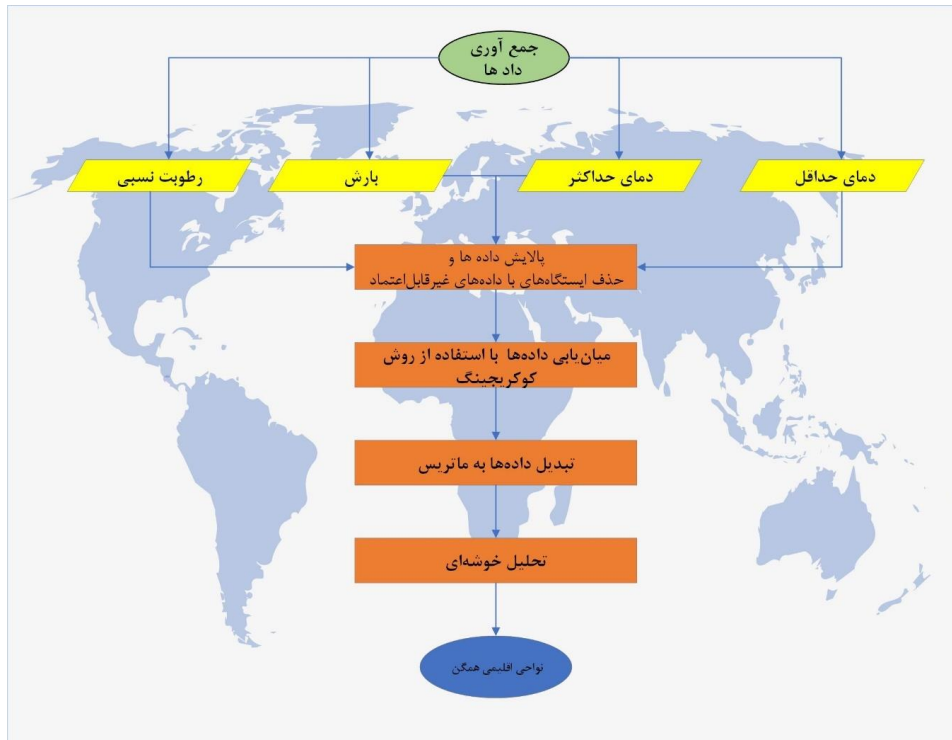 جمع آوری
داد ها
دمای حداقل
دمای حداکثر
بارش
رطوبت نسبی
پالایش داده ها و
حذف ایستگاه‌های با داده‌های غیرقابل‌اعتماد
میان‌یابی داده‌ها با استفاده از روش
کوکریجینگ
تبدیل داده‌ها به ماتریس
تحلیل خوشه‌ای
نواحی اقلیمی همگن